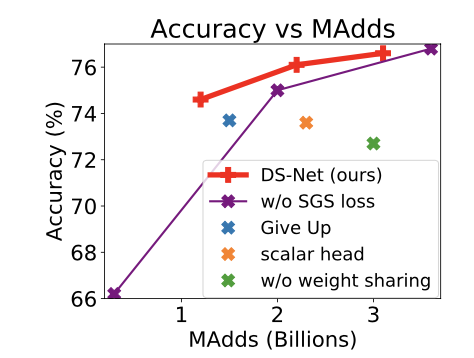 Accuracy vs MAdds
Accuracy (%)
76
74
72
70
68
66
DS-Net (ours)
w/o SGS loss
Give Up
scalar head
w/o weight sharing
1 2 3
MAdds (Billions)